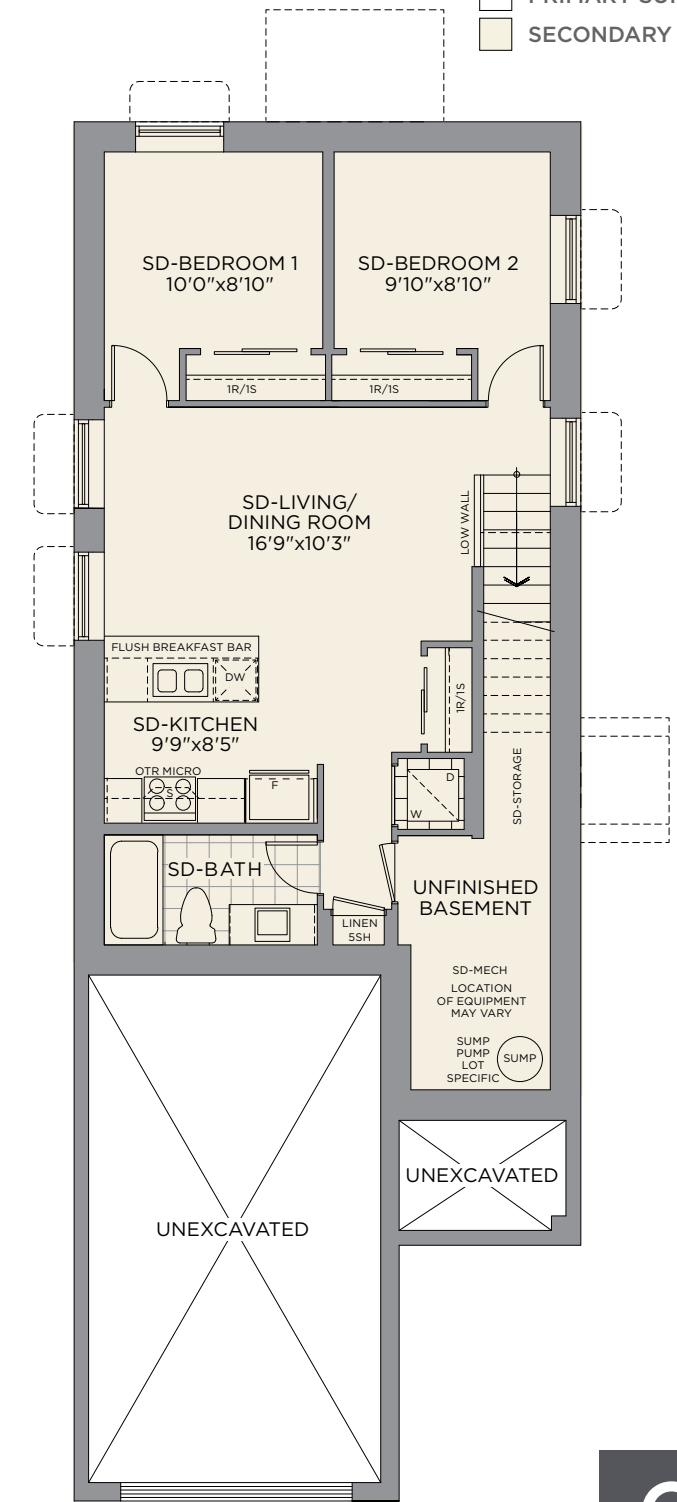 SECONDARY
SD-BEDROOM 1
10'0"x8'10"
SD-BEDROOM 2
9'10"x8'10"
1R/1S
1R/1S
SD-LIVING/
DINING ROOM
16'9"x10'3"
LOW WALL
FLUSH BREAKFAST BAR
DW
SD-KITCHEN
9'9"x8'5"
1R/1S
OTR MICRO
S
F
D
W
SD-STORAGE
SD-BATH
UNFINISHED
BASEMENT
LINEN
5SH
SD-MECH
LOCATION
OF EQUIPMENT
MAY VARY
SUMP
PUMP
LOT
SPECIFIC
SUMP
UNEXCAVATED
UNEXCAVATED